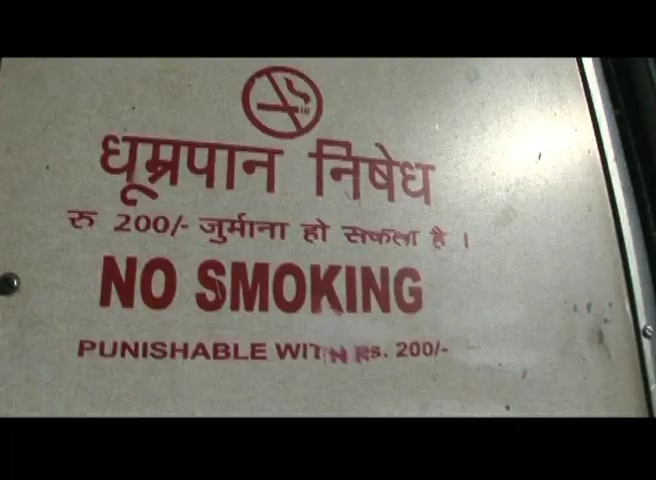 धूम्रपान निषेध
रु 200/- जुर्माना हो सकता है ।
NO SMOKING
PUNISHABLE WITH Rs. 200/-